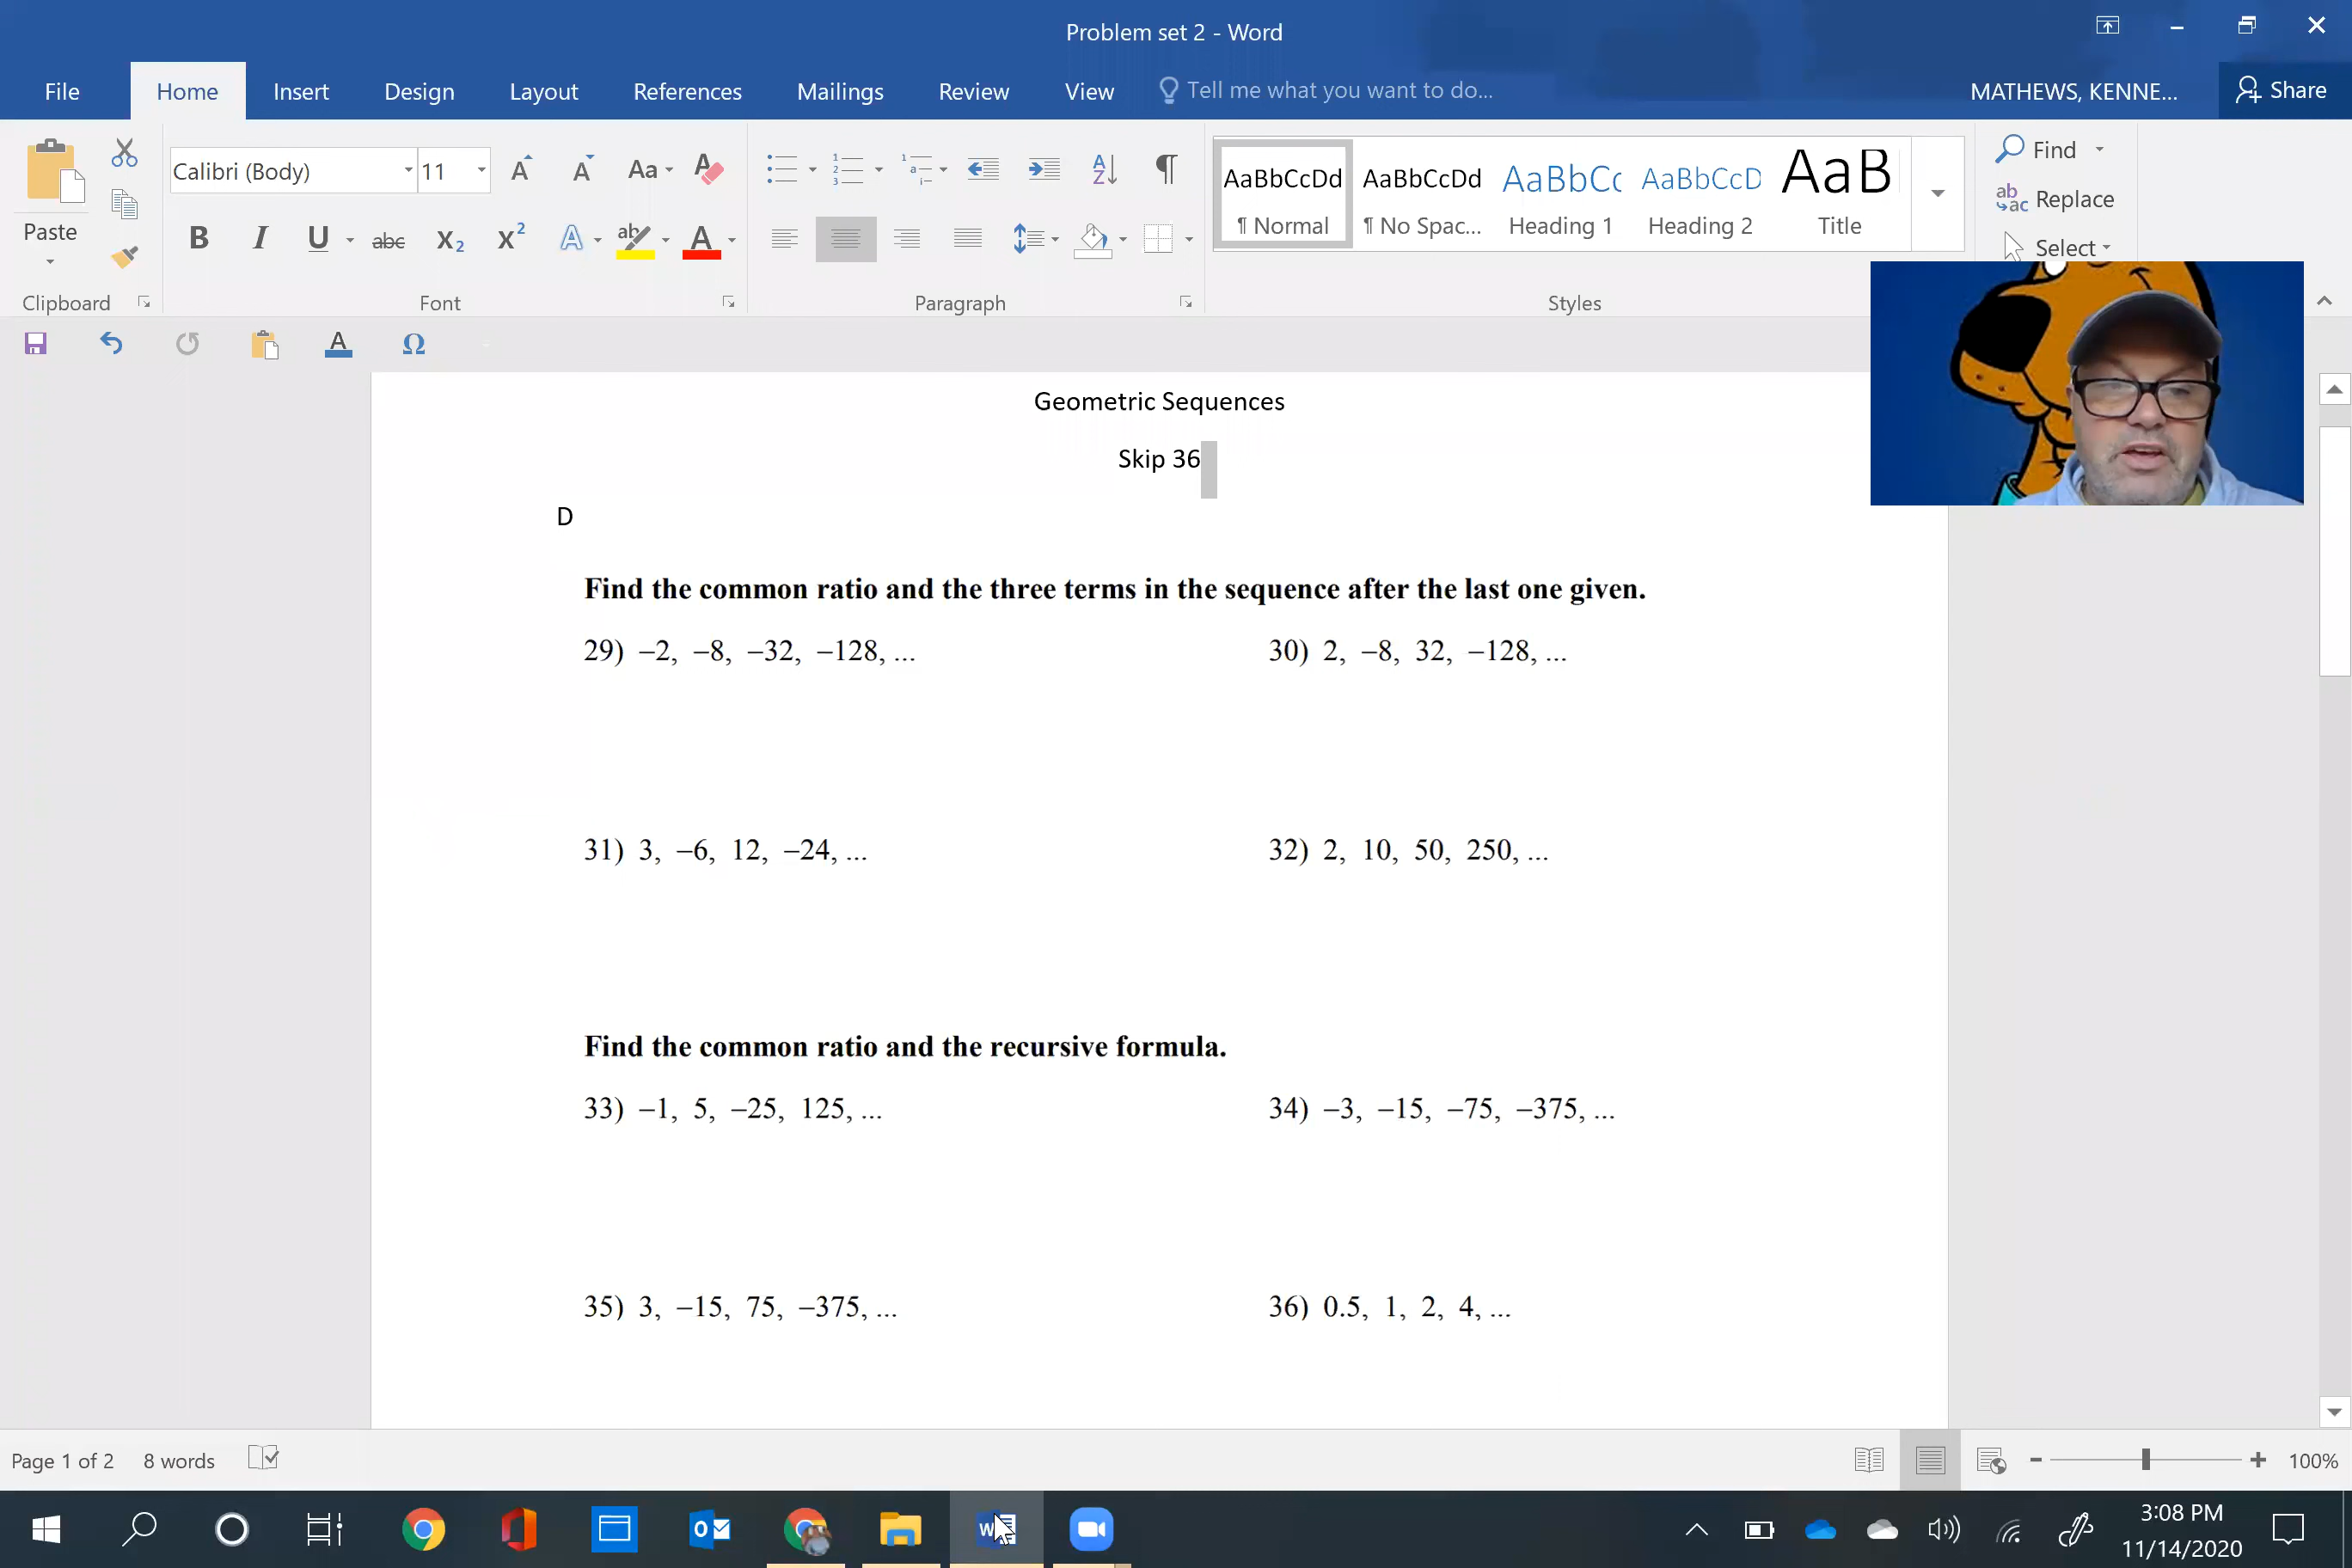 Problem set 2 - Word
File Home Insert Design Layout References Mailings Review View Tell me what you want to do... MATHEWS, KENNE... Share
Paste
Clipboard
Calibri (Body) 11
Font
Paragraph
AaBbCcDd AaBbCcDd AaBbCc AaBbCcD AaB
¶ Normal ¶ No Spac... Heading 1 Heading 2 Title
Styles
Find
Replace
Select
Geometric Sequences
Skip 36
D
Find the common ratio and the three terms in the sequence after the last one given.
29) −2, −8, −32, −128, ...
30) 2, −8, 32, −128, ...
31) 3, −6, 12, −24, ...
32) 2, 10, 50, 250, ...
Find the common ratio and the recursive formula.
33) −1, 5, −25, 125, ...
34) −3, −15, −75, −375, ...
35) 3, −15, 75, −375, ...
36) 0.5, 1, 2, 4, ...
Page 1 of 2 8 words
100%
3:08 PM
11/14/2020